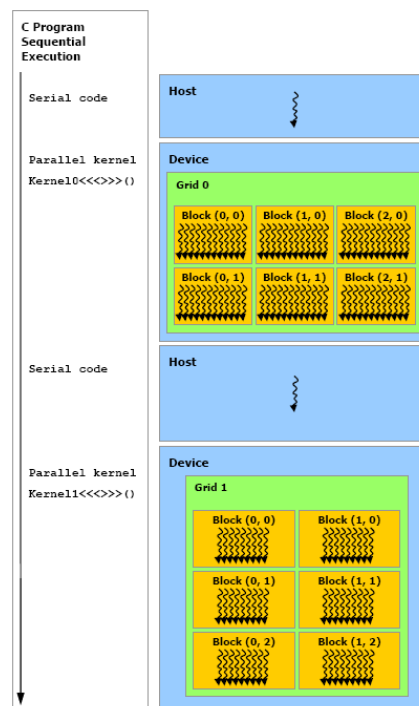 C Program
Sequential
Execution
Serial code
Host
Parallel kernel
Kernel0<<<>>>()
Device
Grid 0
Block (0, 0) Block (1, 0) Block (2, 0)
Block (0, 1) Block (1, 1) Block (2, 1)
Serial code
Host
Parallel kernel
Kernel1<<<>>>()
Device
Grid 1
Block (0, 0) Block (1, 0)
Block (0, 1) Block (1, 1)
Block (0, 2) Block (1, 2)